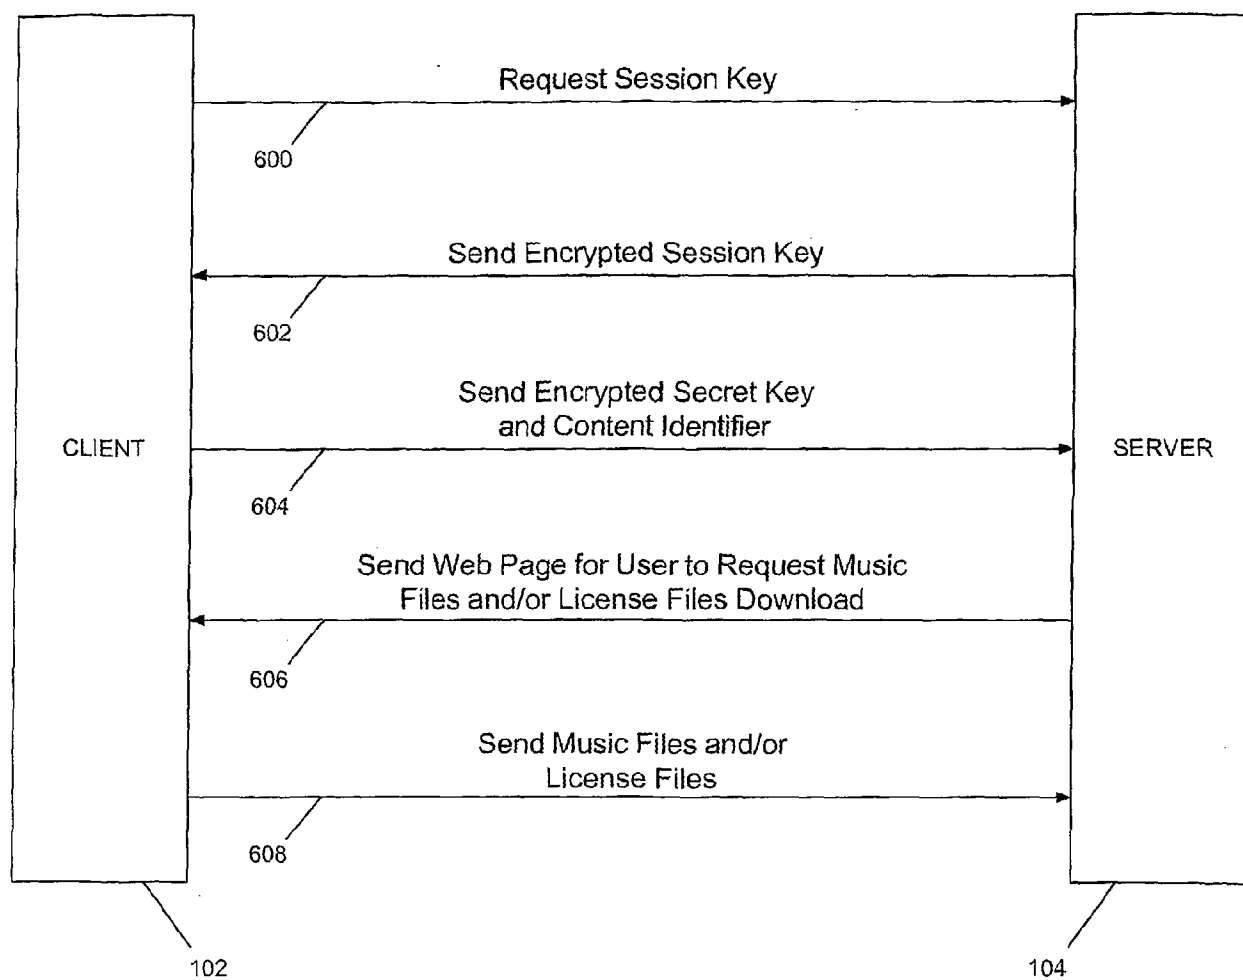 Request Session Key
600
Send Encrypted Session Key
602
Send Encrypted Secret Key
and Content Identifier
CLIENT
SERVER
604
Send Web Page for User to Request Music
Files and/or License Files Download
606
Send Music Files and/or
License Files
608
102
104